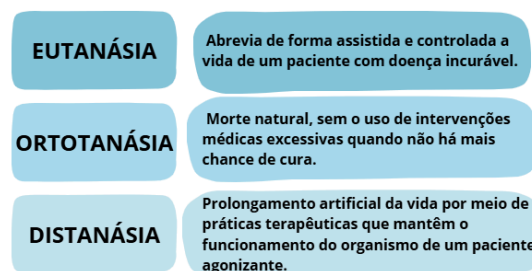 EUTANÁSIA
Abrevia de forma assistida e controlada a
vida de um paciente com doença incurável.
ORTOTANÁSIA
Morte natural, sem o uso de intervenções
médicas excessivas quando não há mais
chance de cura.
DISTANÁSIA
Prolongamento artificial da vida por meio de
práticas terapêuticas que mantêm o
funcionamento do organismo de um paciente
agonizante.